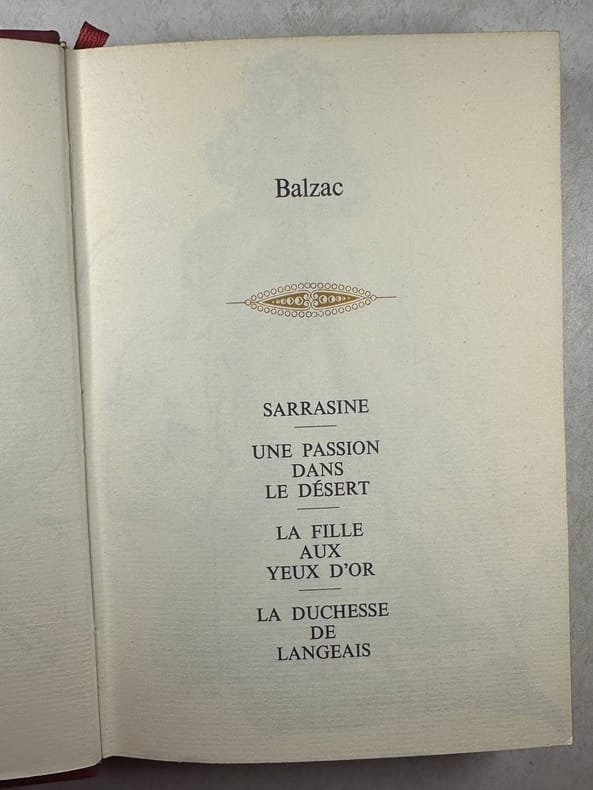 Balzac
SARRASINE
UNE PASSION
DANS
LE DÉSERT
LA FILLE
AUX
YEUX D'OR
LA DUCHESSE
DE
LANGEAIS